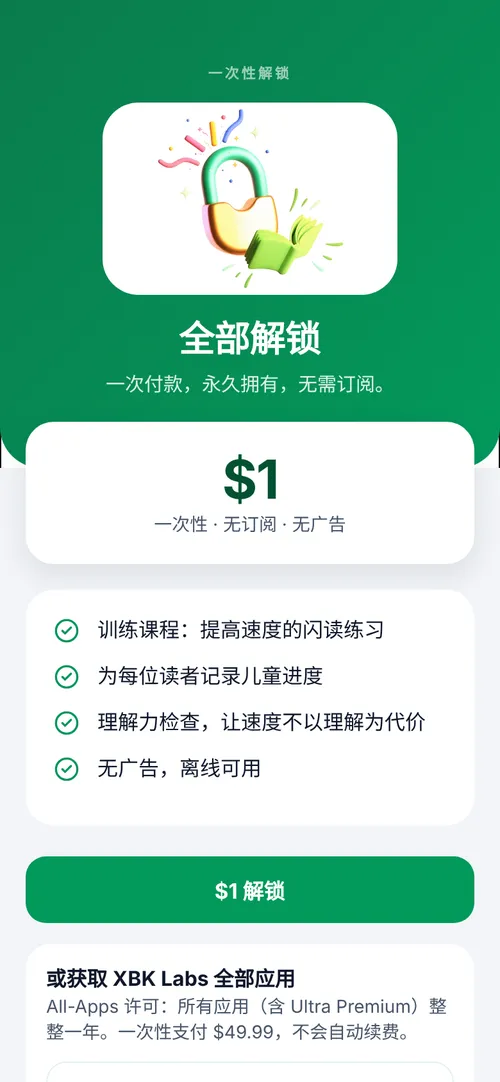 一次性解锁
全部解锁
一次付款，永久拥有，无需订阅。
$1
一次性 · 无订阅 · 无广告
训练课程：提高速度的闪读练习
为每位读者记录儿童进度
理解力检查，让速度不以理解为代价
无广告，离线可用
$1 解锁
或获取 XBK Labs 全部应用
All-Apps 许可：所有应用（含 Ultra Premium）整
整一年。一次性支付 $49.99，不会自动续费。